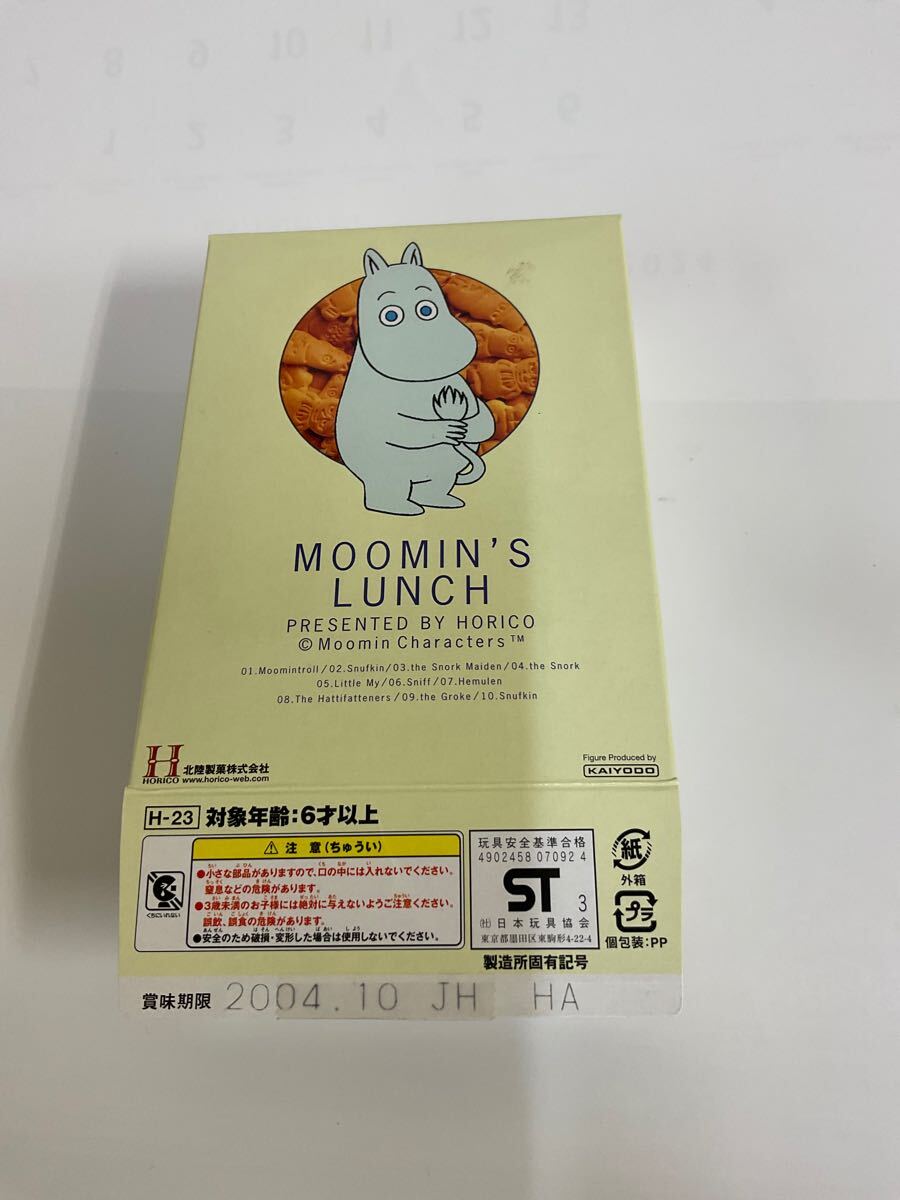 MOOMIN'S
LUNCH
PRESENTED BY HORICO
©Moomin Characters™
01.Moomintroll/02.Snufkin/03.the Snork Maiden/04.the Snork
05.Little My/06.Sniff/07.Hemulen
08.The Hattifatteners/09.the Groke/10.Snufkin
H
HORICO
北陸製菓株式会社
www.horico-web.com
Figure Produced by
KAIYODO
H-23 対象年齢:6才以上
⚠注 意(ちゅうい)
●小さな部品がありますので、口の中には入れないでください。
窒息などの危険があります。
●3歳未満のお子様には絶対に与えないようご注意ください。
誤飲、誤食の危険があります。
●安全のため破損・変形した場合は使用しないでください。
くちにいれない
玩具安全基準合格
4902458 07092 4
ST 3
(社)日本玩具協会
東京都墨田区東駒形4-22-4
紙
外箱
プラ
個包装:PP
製造所固有記号
賞味期限 2004.10 JH HA